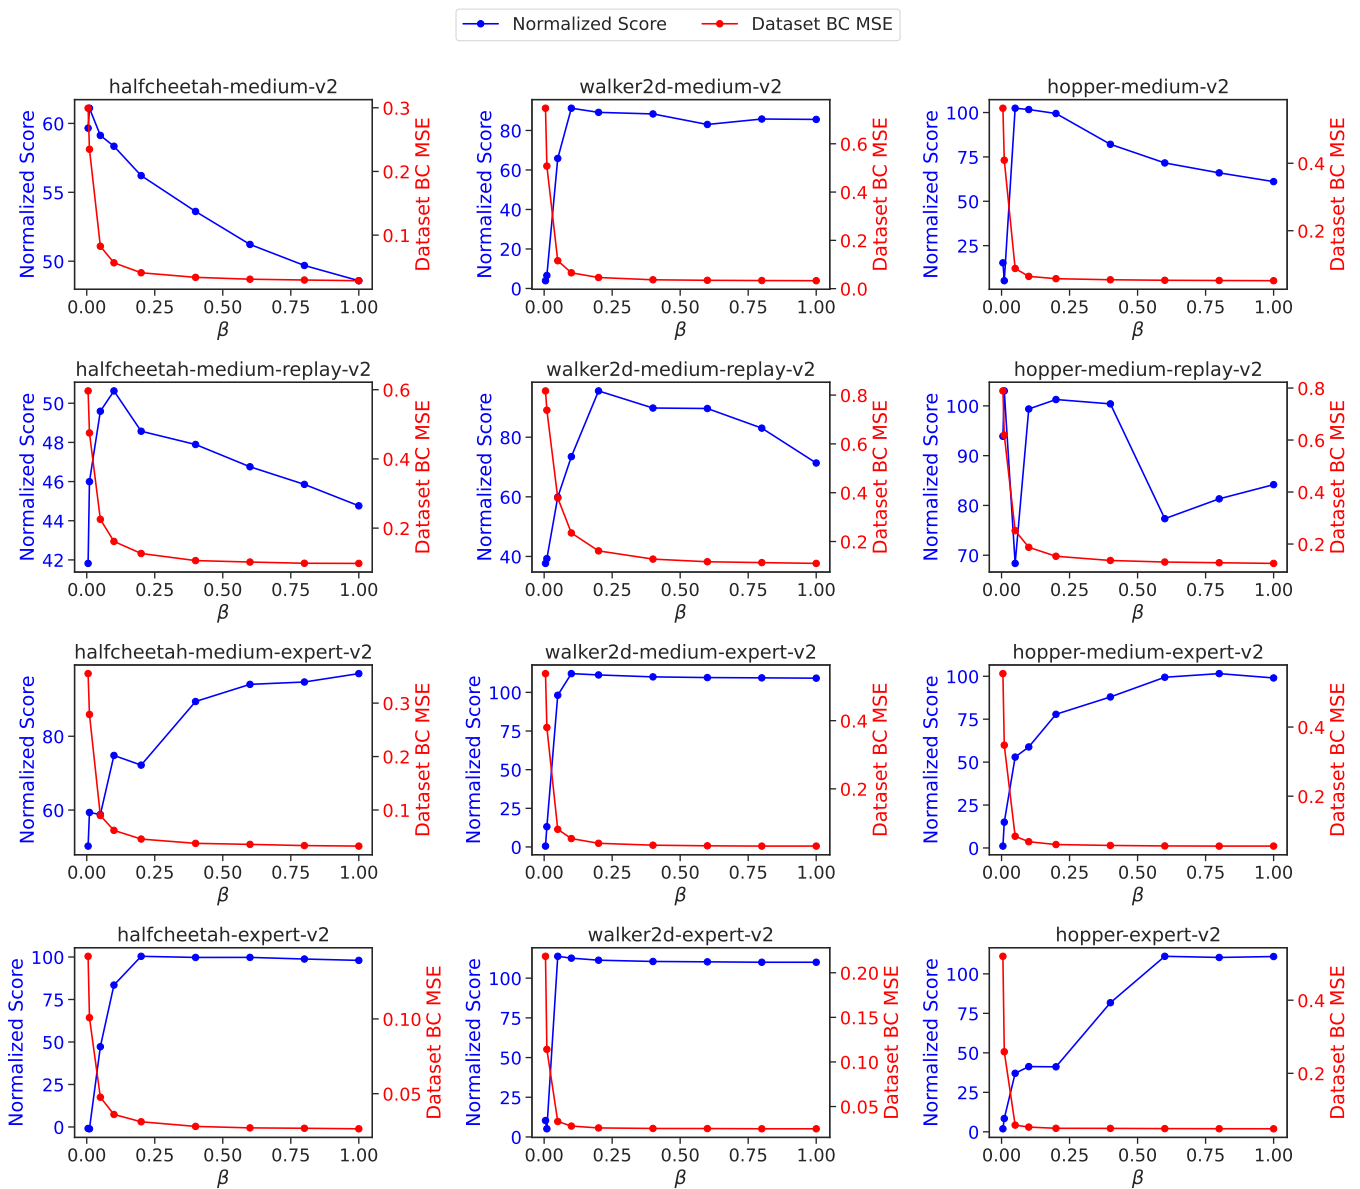 Normalized Score Dataset BC MSE
halfcheetah-medium-v2
Normalized Score
60
55
50
0.3
0.2
0.1
Dataset BC MSE
0.00 0.25 0.50 0.75 1.00
β
walker2d-medium-v2
Normalized Score
80
60
40
20
0
0.6
0.4
0.2
0.0
Dataset BC MSE
0.00 0.25 0.50 0.75 1.00
β
hopper-medium-v2
Normalized Score
100
75
50
25
0.4
0.2
Dataset BC MSE
0.00 0.25 0.50 0.75 1.00
β
halfcheetah-medium-replay-v2
Normalized Score
50
48
46
44
42
0.6
0.4
0.2
Dataset BC MSE
0.00 0.25 0.50 0.75 1.00
β
walker2d-medium-replay-v2
Normalized Score
80
60
40
0.8
0.6
0.4
0.2
Dataset BC MSE
0.00 0.25 0.50 0.75 1.00
β
hopper-medium-replay-v2
Normalized Score
100
90
80
70
0.8
0.6
0.4
0.2
Dataset BC MSE
0.00 0.25 0.50 0.75 1.00
β
halfcheetah-medium-expert-v2
Normalized Score
80
60
0.3
0.2
0.1
Dataset BC MSE
0.00 0.25 0.50 0.75 1.00
β
walker2d-medium-expert-v2
Normalized Score
100
75
50
25
0
0.4
0.2
Dataset BC MSE
0.00 0.25 0.50 0.75 1.00
β
hopper-medium-expert-v2
Normalized Score
100
75
50
25
0
0.4
0.2
Dataset BC MSE
0.00 0.25 0.50 0.75 1.00
β
halfcheetah-expert-v2
Normalized Score
100
75
50
25
0
0.10
0.05
Dataset BC MSE
0.00 0.25 0.50 0.75 1.00
β
walker2d-expert-v2
Normalized Score
100
75
50
25
0
0.20
0.15
0.10
0.05
Dataset BC MSE
0.00 0.25 0.50 0.75 1.00
β
hopper-expert-v2
Normalized Score
100
75
50
25
0
0.4
0.2
Dataset BC MSE
0.00 0.25 0.50 0.75 1.00
β